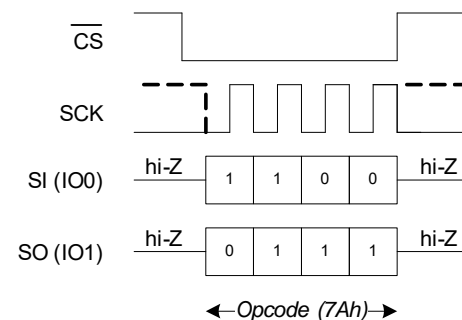 CS
SCK
hi-Z hi-Z
SI (IO0) 1 1 0 0
hi-Z hi-Z
SO (IO1) 0 1 1 1
Opcode (7Ah)